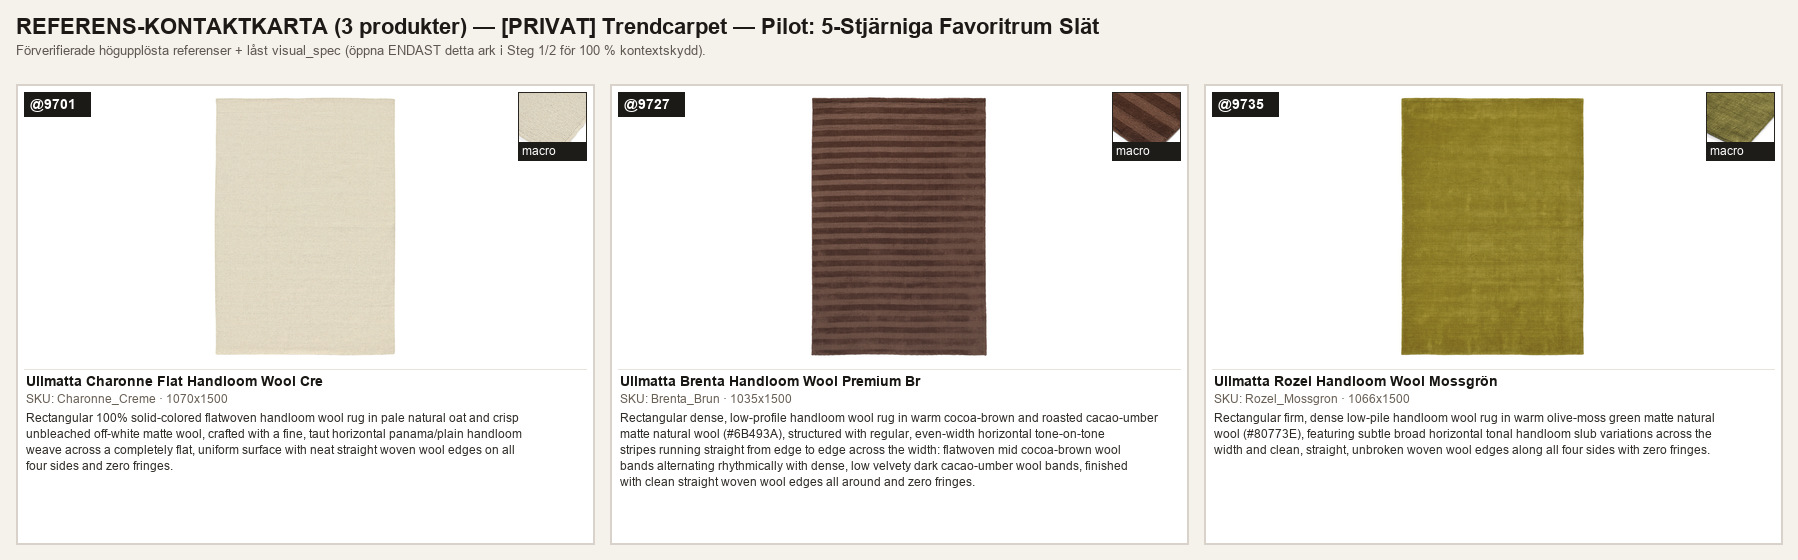 REFERENS-KONTAKTKARTA (3 produkter) — [PRIVAT] Trendcarpet — Pilot: 5-Stjärniga Favoritrum Slät
Förverifierade högupplösta referenser + låst visual_spec (öppna ENDAST detta ark i Steg 1/2 för 100 % kontextskydd).
@9701
macro
Ullmatta Charonne Flat Handloom Wool Cre
SKU: Charonne_Creme · 1070x1500
Rectangular 100% solid-colored flatwoven handloom wool rug in pale natural oat and crisp
unbleached off-white matte wool, crafted with a fine, taut horizontal panama/plain handloom
weave across a completely flat, uniform surface with neat straight woven wool edges on all
four sides and zero fringes.
@9727
macro
Ullmatta Brenta Handloom Wool Premium Br
SKU: Brenta_Brun · 1035x1500
Rectangular dense, low-profile handloom wool rug in warm cocoa-brown and roasted cacao-umber
matte natural wool (#6B493A), structured with regular, even-width horizontal tone-on-tone
stripes running straight from edge to edge across the width: flatwoven mid cocoa-brown wool
bands alternating rhythmically with dense, low velvety dark cacao-umber wool bands, finished
with clean straight woven wool edges all around and zero fringes.
@9735
macro
Ullmatta Rozel Handloom Wool Mossgrön
SKU: Rozel_Mossgron · 1066x1500
Rectangular firm, dense low-pile handloom wool rug in warm olive-moss green matte natural
wool (#80773E), featuring subtle broad horizontal tonal handloom slub variations across the
width and clean, straight, unbroken woven wool edges along all four sides with zero fringes.